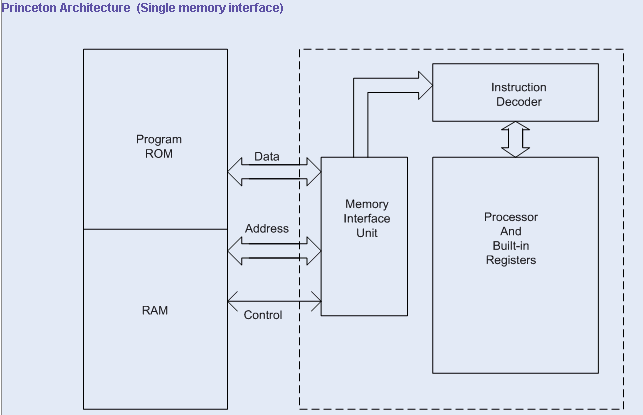 Princeton Architecture (Single memory interface)
Program
ROM
RAM
Data
Address
Control
Memory
Interface
Unit
Instruction
Decoder
Processor
And
Built-in
Registers